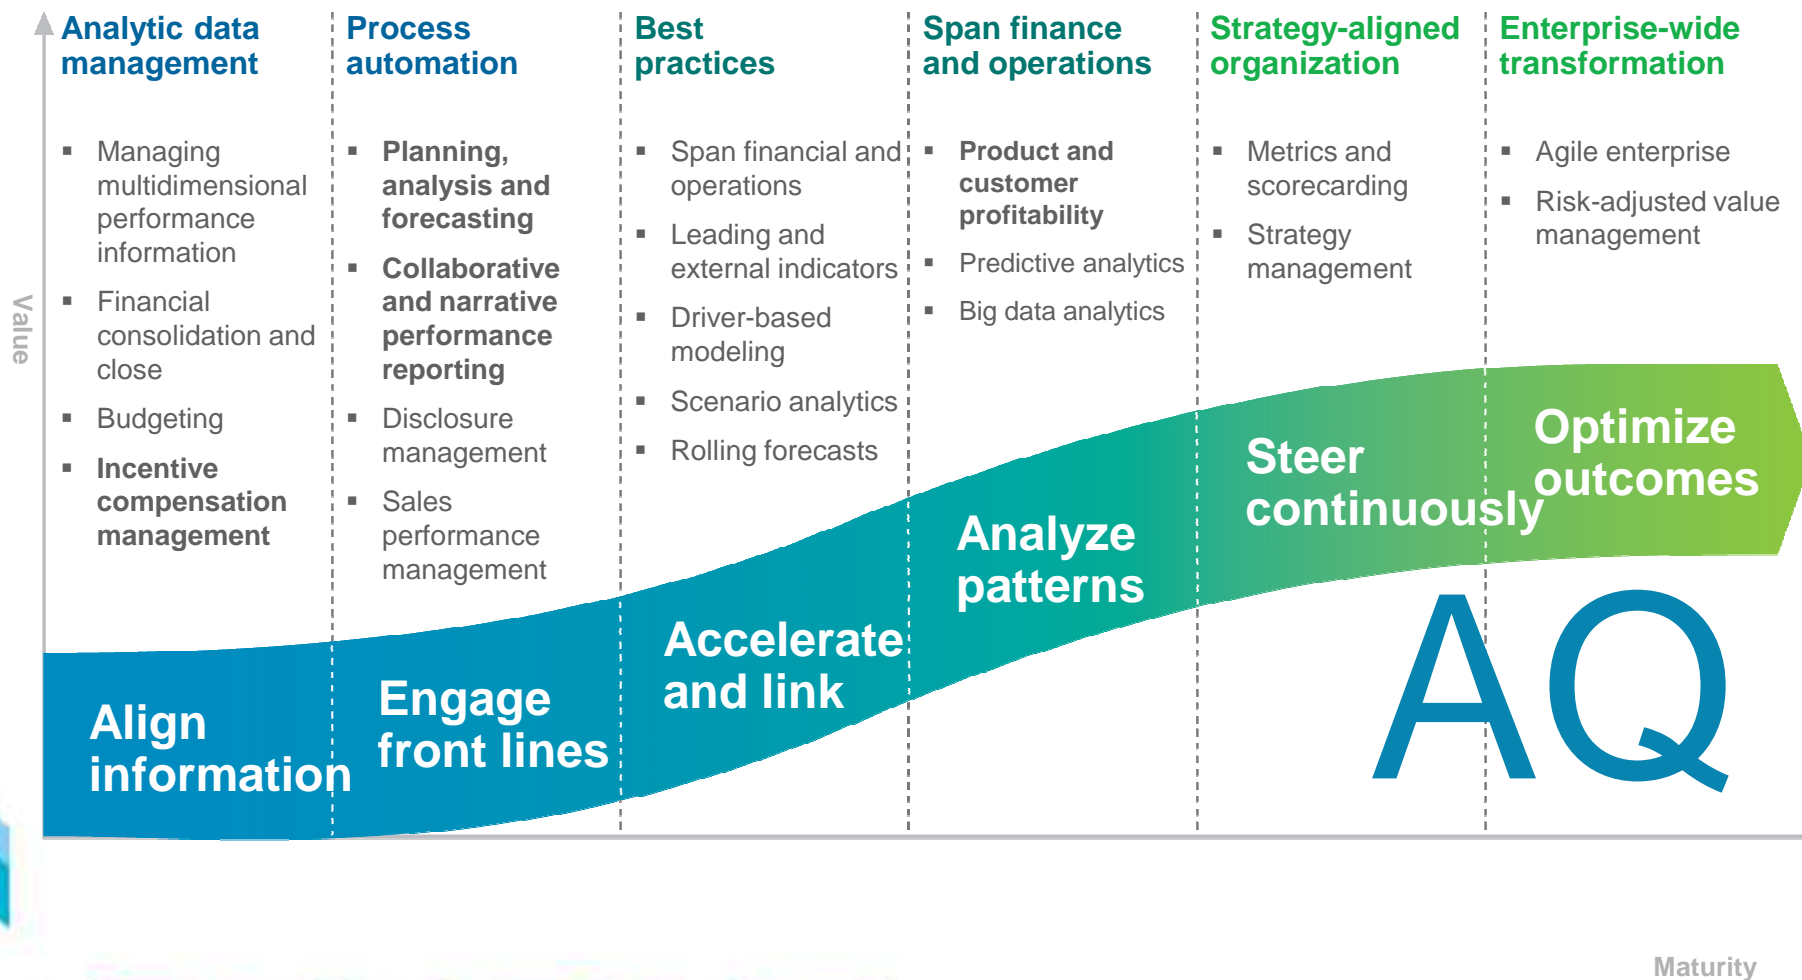 Analytic data
management
Process
automation
Best
practices
Span finance
and operations
Strategy-aligned
organization
Enterprise-wide
transformation
▪ Managing
multidimensional
performance
information
▪ Financial
consolidation and
close
▪ Budgeting
▪ Incentive
compensation
management
▪ Planning,
analysis and
forecasting
▪ Collaborative
and narrative
performance
reporting
▪ Disclosure
management
▪ Sales
performance
management
▪ Span financial and
operations
▪ Leading and
external indicators
▪ Driver-based
modeling
▪ Scenario analytics
▪ Rolling forecasts
▪ Product and
customer
profitability
▪ Predictive analytics
▪ Big data analytics
▪ Metrics and
scorecarding
▪ Strategy
management
▪ Agile enterprise
▪ Risk-adjusted value
management
Value
Align
information
Engage
front lines
Accelerate
and link
Analyze
patterns
Steer
continuously
Optimize
outcomes
AQ
Maturity